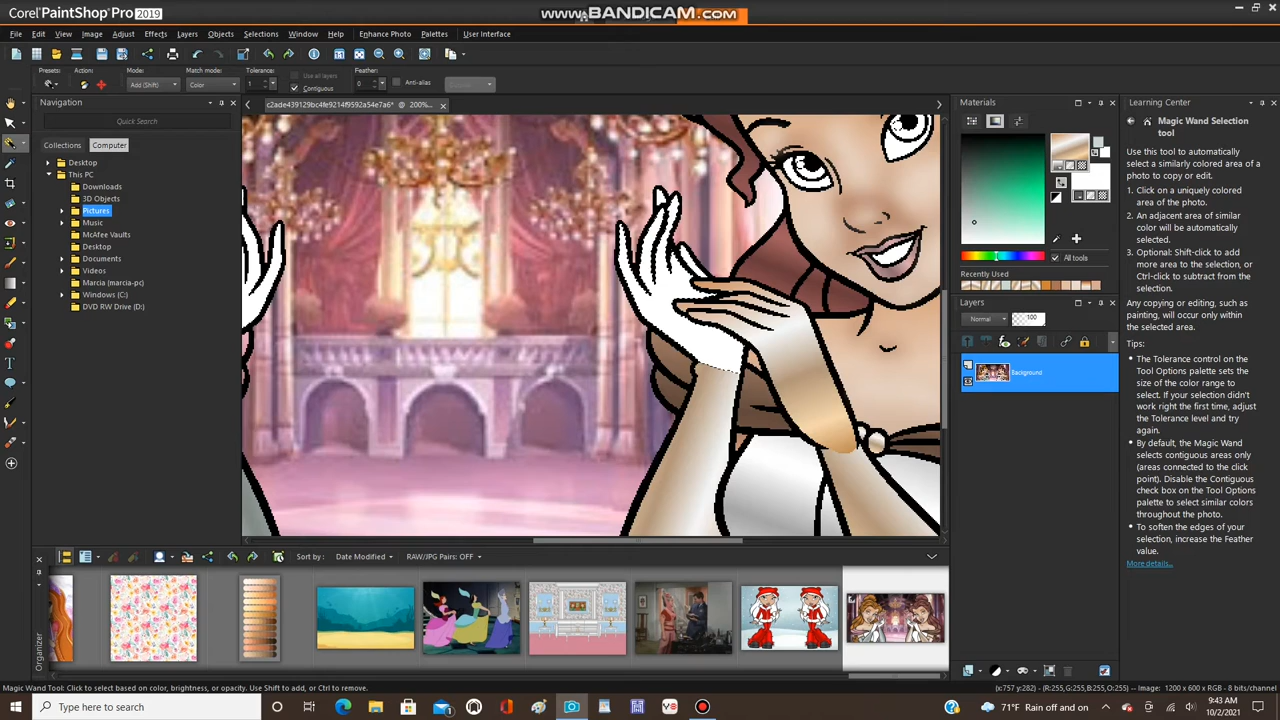 Corel PaintShop Pro 2019
www.BANDICAM.com
File Edit View Image Adjust Effects Layers Objects Selections Window Help Enhance Photo Palettes User Interface
Presets: Action: Mode: Match mode: Tolerance: Use all layers Feather: Anti-alias
Add (Shift) Color 1 Contiguous 0
Navigation
c2ade439129bc4fe9214f9592a54e7a6* @ 200%...
Materials
Learning Center
Quick Search
Collections Computer
Desktop
This PC
Downloads
3D Objects
Pictures
Music
McAfee Vaults
Desktop
Documents
Marcia (marcia-pc)
Videos
Windows (C:)
DVD RW Drive (D:)
All tools
Recently Used
Layers
Normal 100
Background
Magic Wand Selection
tool
Use this tool to automatically
select a similarly colored area of a
photo to copy or edit.
1. Click on a uniquely colored
area of the photo.
2. An adjacent area of similar
color will be automatically
selected.
3. Optional: Shift-click to add
more area to the selection, or
Ctrl-click to subtract from the
selection.
Any copying or editing, such as
painting, will occur only within
the selected area.
Tips:
• The Tolerance control on the
Tool Options palette sets the
size of the color range to
select. If your selection didn't
work right the first time, adjust
the Tolerance level and try
again.
• By default, the Magic Wand
selects contiguous areas only
(areas connected to the click
point). Disable the Contiguous
check box on the Tool Options
palette to select similar colors
throughout the photo.
• To soften the edges of your
selection, increase the Feather
value.
More details...
Sort by: Date Modified RAW/JPG Pairs: OFF
Organizer
Magic Wand Tool: Click to select based on color, brightness, or opacity. Use Shift to add, or Ctrl to remove.
(x:757 y:282) - (R:255,G:255,B:255,O:255) -- Image: 1200 x 600 x RGB - 8 bits/channel
Type here to search
71°F Rain off and on
9:43 AM
10/2/2021